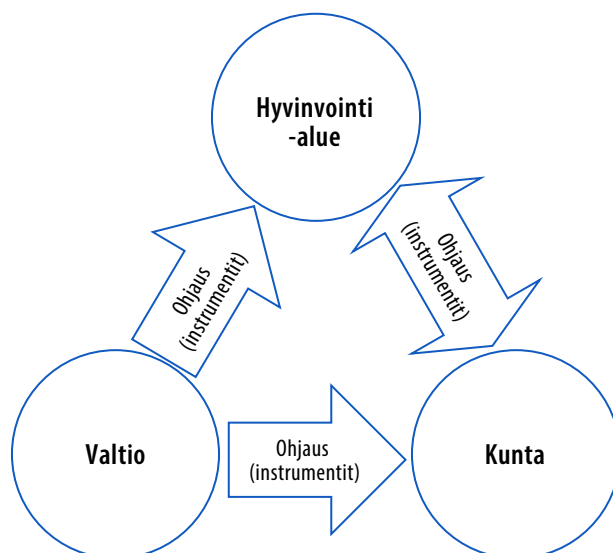 Hyvinvointi
-alue
Ohjaus
(instrumentit)
Ohjaus
(instrumentit)
Valtio
Ohjaus
(instrumentit)
Kunta